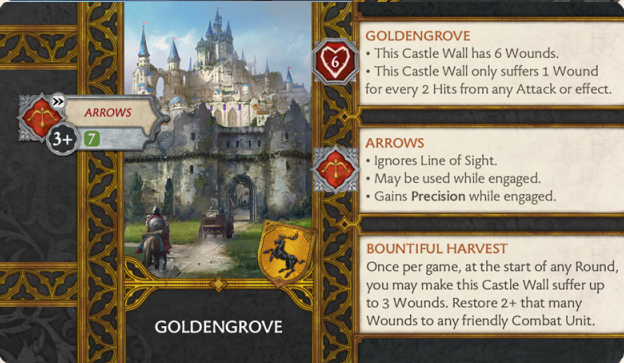 ARROWS
3+ 7
GOLDENGROVE
6
GOLDENGROVE
• This Castle Wall has 6 Wounds.
• This Castle Wall only suffers 1 Wound
for every 2 Hits from any Attack or effect.
ARROWS
• Ignores Line of Sight.
• May be used while engaged.
• Gains Precision while engaged.
BOUNTIFUL HARVEST
Once per game, at the start of any Round,
you may make this Castle Wall suffer up
to 3 Wounds. Restore 2+ that many
Wounds to any friendly Combat Unit.